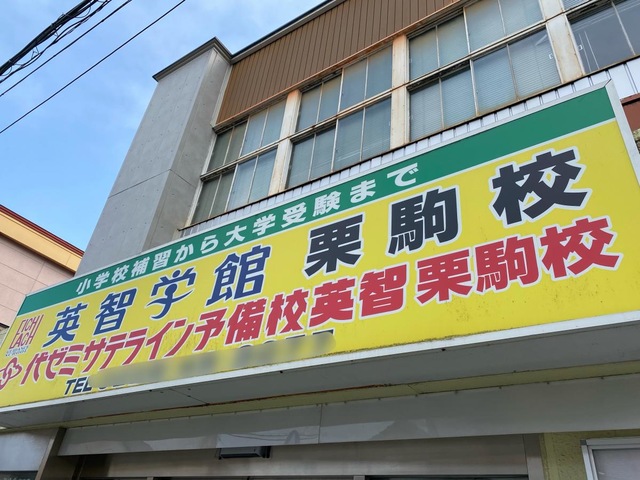 小学校補習から大学受験まで
英智学館 栗駒校
代ゼミサテライン予備校英智栗駒校
TEL